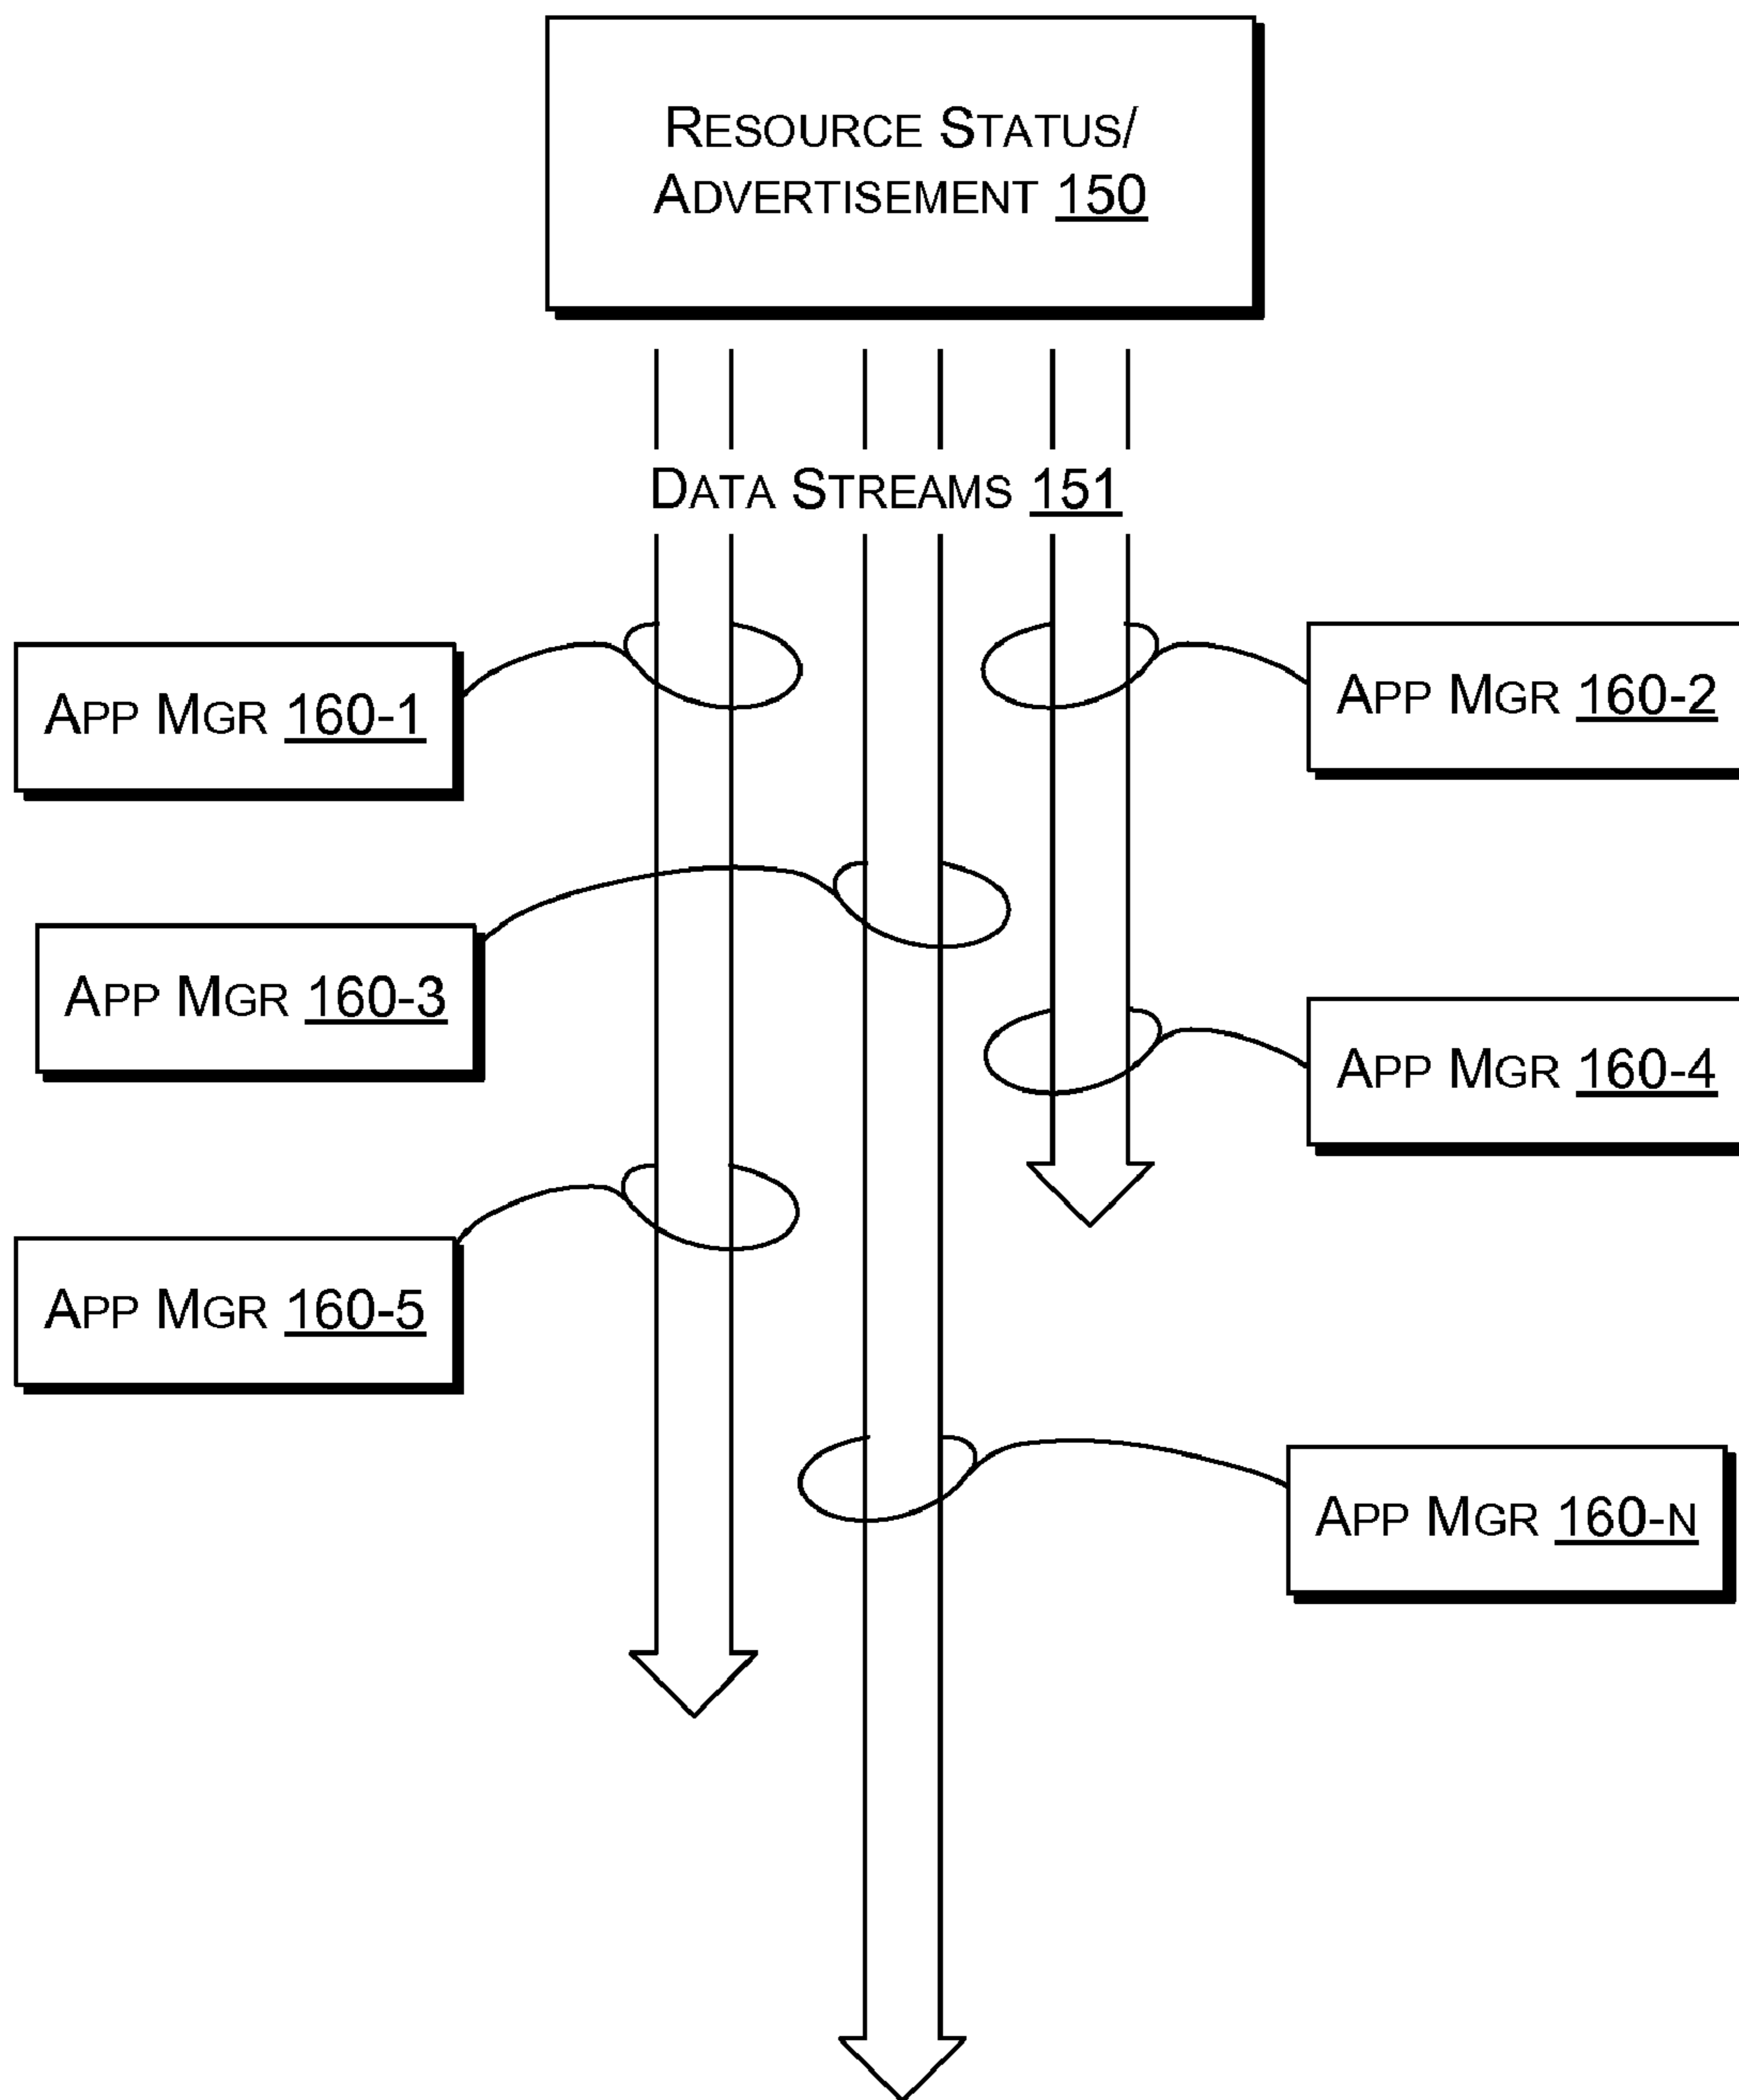 RESOURCE STATUS/
ADVERTISEMENT 150
DATA STREAMS 151
APP MGR 160-1
APP MGR 160-2
APP MGR 160-3
APP MGR 160-4
APP MGR 160-5
APP MGR 160-N